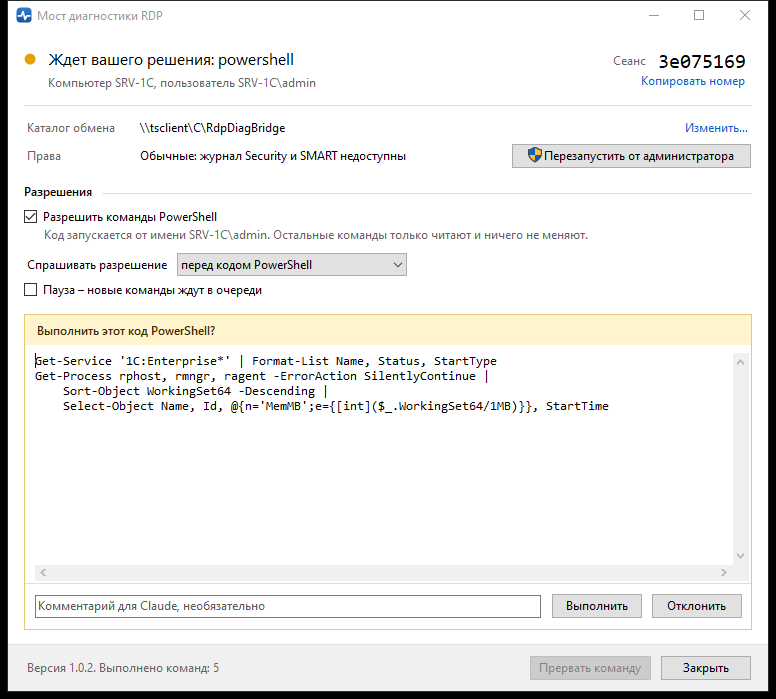 Мост диагностики RDP
Ждет вашего решения: powershell
Сеанс 3e075169
Компьютер SRV-1C, пользователь SRV-1C\admin
Копировать номер
Каталог обмена \\tsclient\C\RdpDiagBridge Изменить...
Права Обычные: журнал Security и SMART недоступны Перезапустить от администратора
Разрешения
Разрешить команды PowerShell
Код запускается от имени SRV-1C\admin. Остальные команды только читают и ничего не меняют.
Спрашивать разрешение перед кодом PowerShell
Пауза – новые команды ждут в очереди
Выполнить этот код PowerShell?
Get-Service '1C:Enterprise*' | Format-List Name, Status, StartType
Get-Process rphost, rmngr, ragent -ErrorAction SilentlyContinue |
    Sort-Object WorkingSet64 -Descending |
    Select-Object Name, Id, @{n='MemMB';e={[int]($_.WorkingSet64/1MB)}}, StartTime
Комментарий для Claude, необязательно Выполнить Отклонить
Версия 1.0.2. Выполнено команд: 5 Прервать команду Закрыть